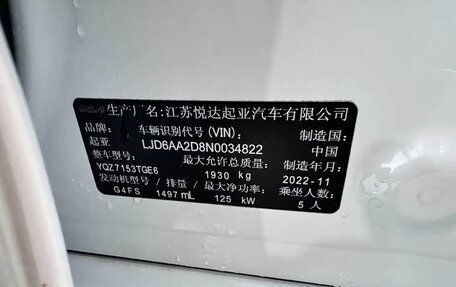 KIA 生产厂名:江苏悦达起亚汽车有限公司
品牌: 车辆识别代号(VIN): 制造国:
起亚 LJD6AA2D8N0034822 中国
整车型号: 最大允许总质量: 制造年月:
YQZ7153TGE6 1930 kg 2022-11
发动机型号/排量/最大净功率: 乘坐人数:
G4FS 1497mL 125 kW 5人